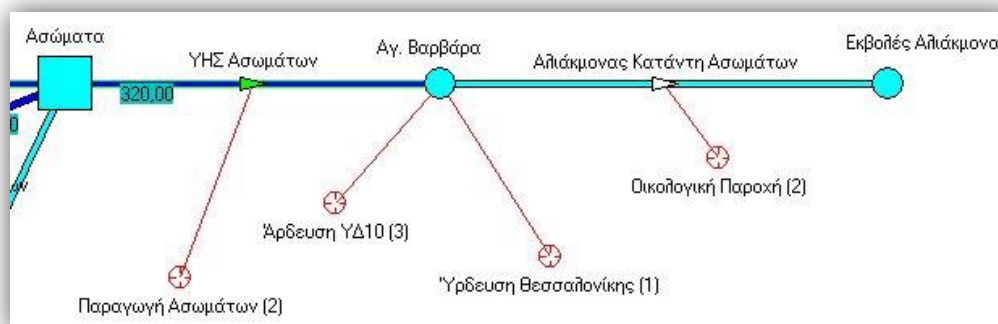 Ασώματα
ΥΗΣ Ασωμάτων
Αγ. Βαρβάρα
Αλιάκμονας Κατάντη Ασωμάτων
Εκβολές Αλιάκμονα
320,00
0
Οικολογική Παροχή (2)
Άρδευση ΥΔ10 (3)
Ύρδευση Θεσσαλονίκης (1)
Παραγωγή Ασωμάτων (2)